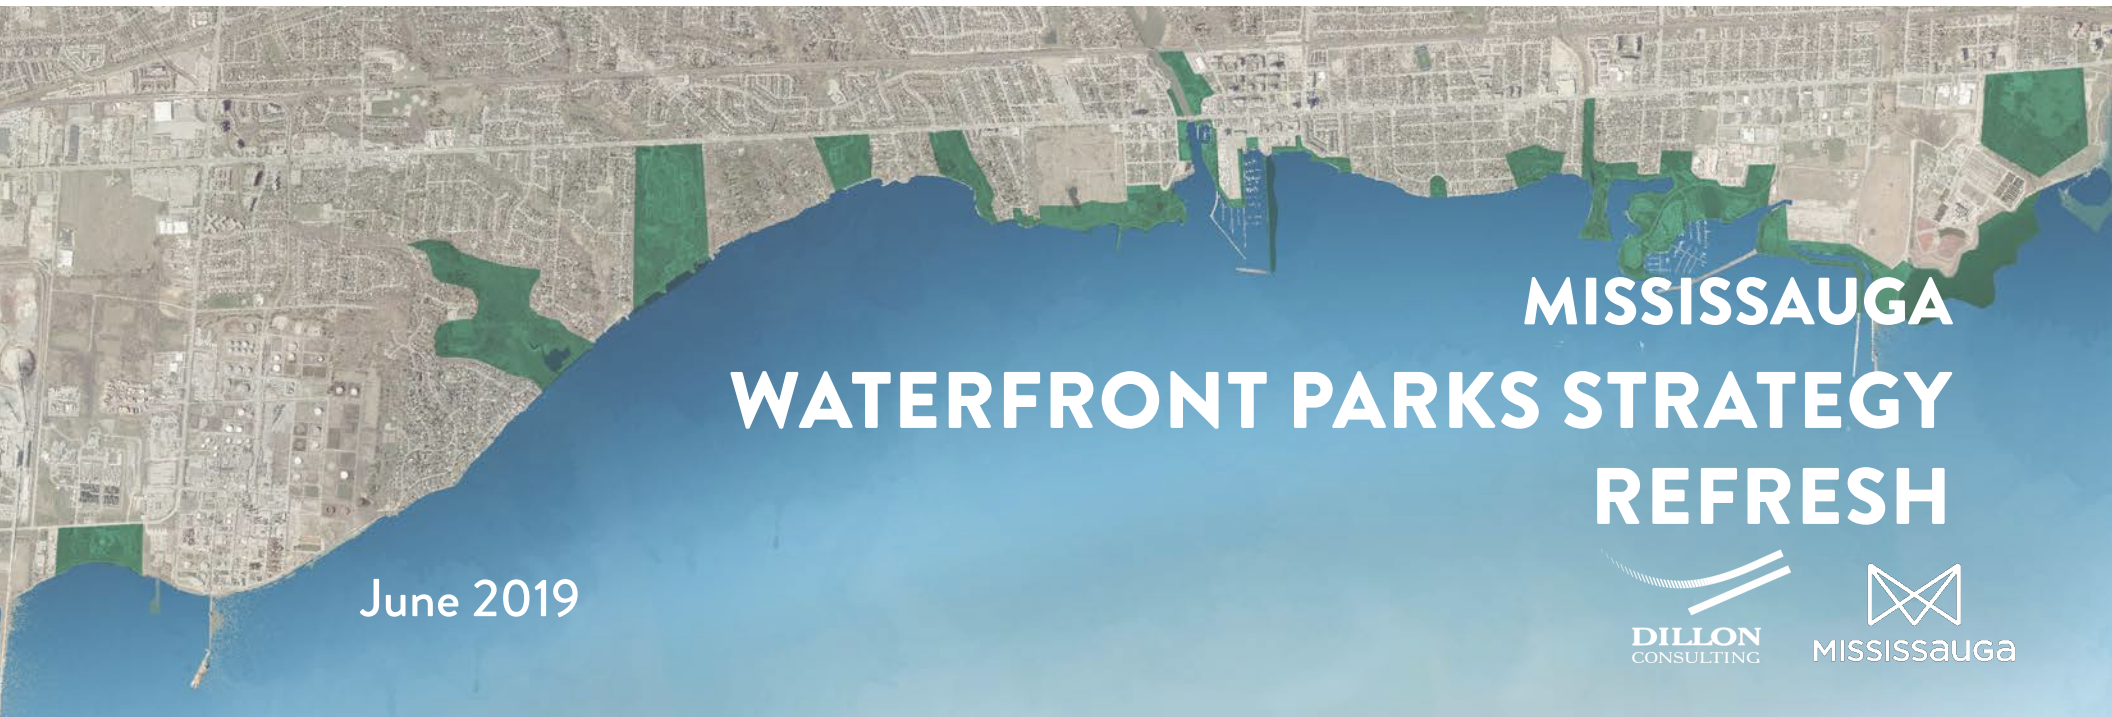 MISSISSAUGA
WATERFRONT PARKS STRATEGY
REFRESH
June 2019
DILLON
CONSULTING
MISSISSauGa